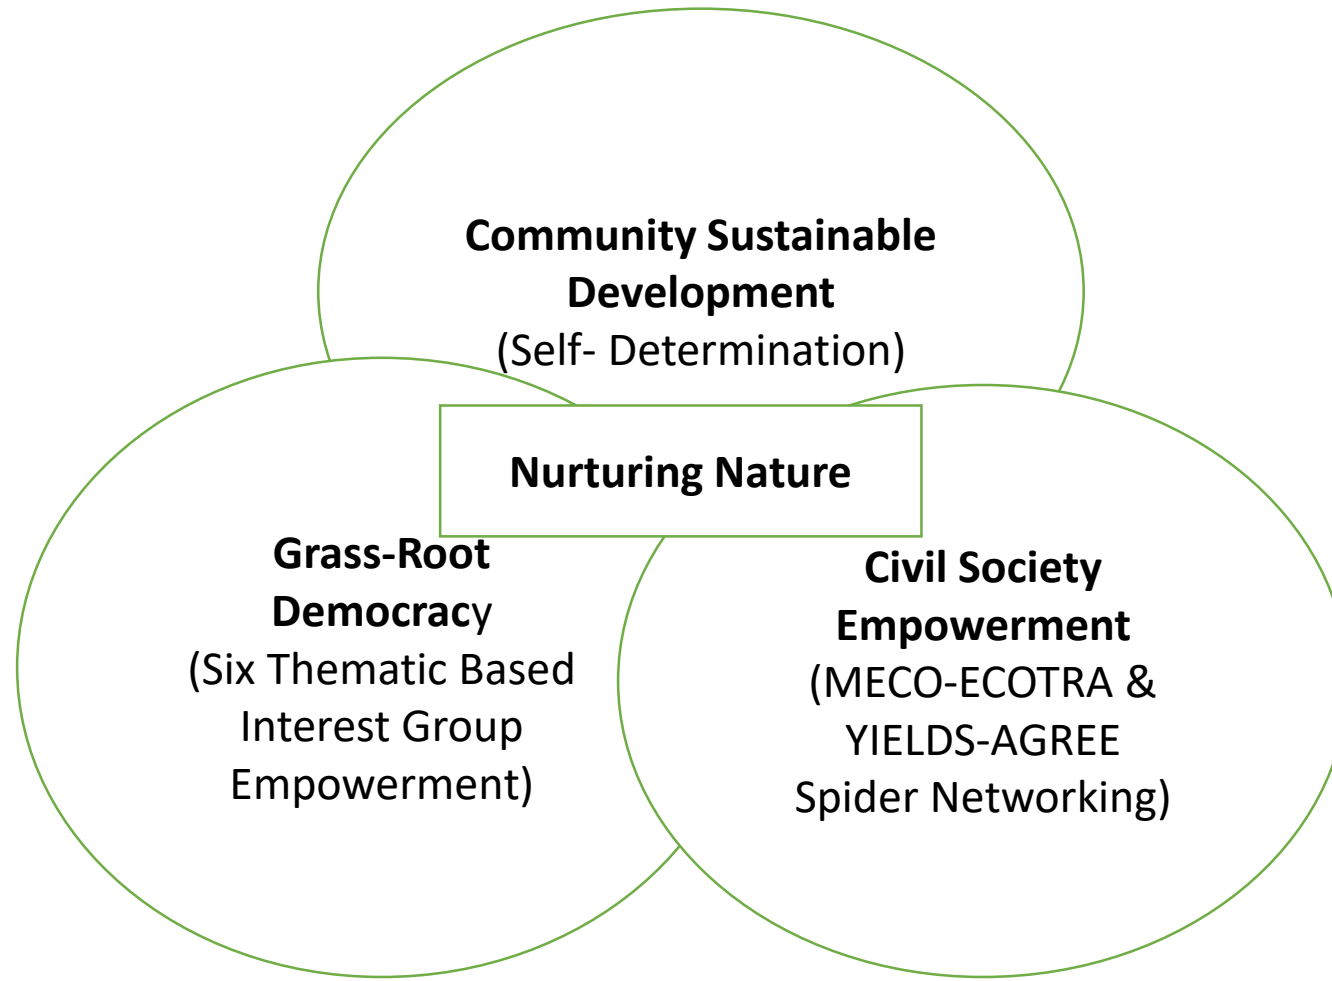 Community Sustainable
Development
(Self- Determination)
Nurturing Nature
Grass-Root
Democracy
(Six Thematic Based
Interest Group
Empowerment)
Civil Society
Empowerment
(MECO-ECOTRA &
YIELDS-AGREE
Spider Networking)